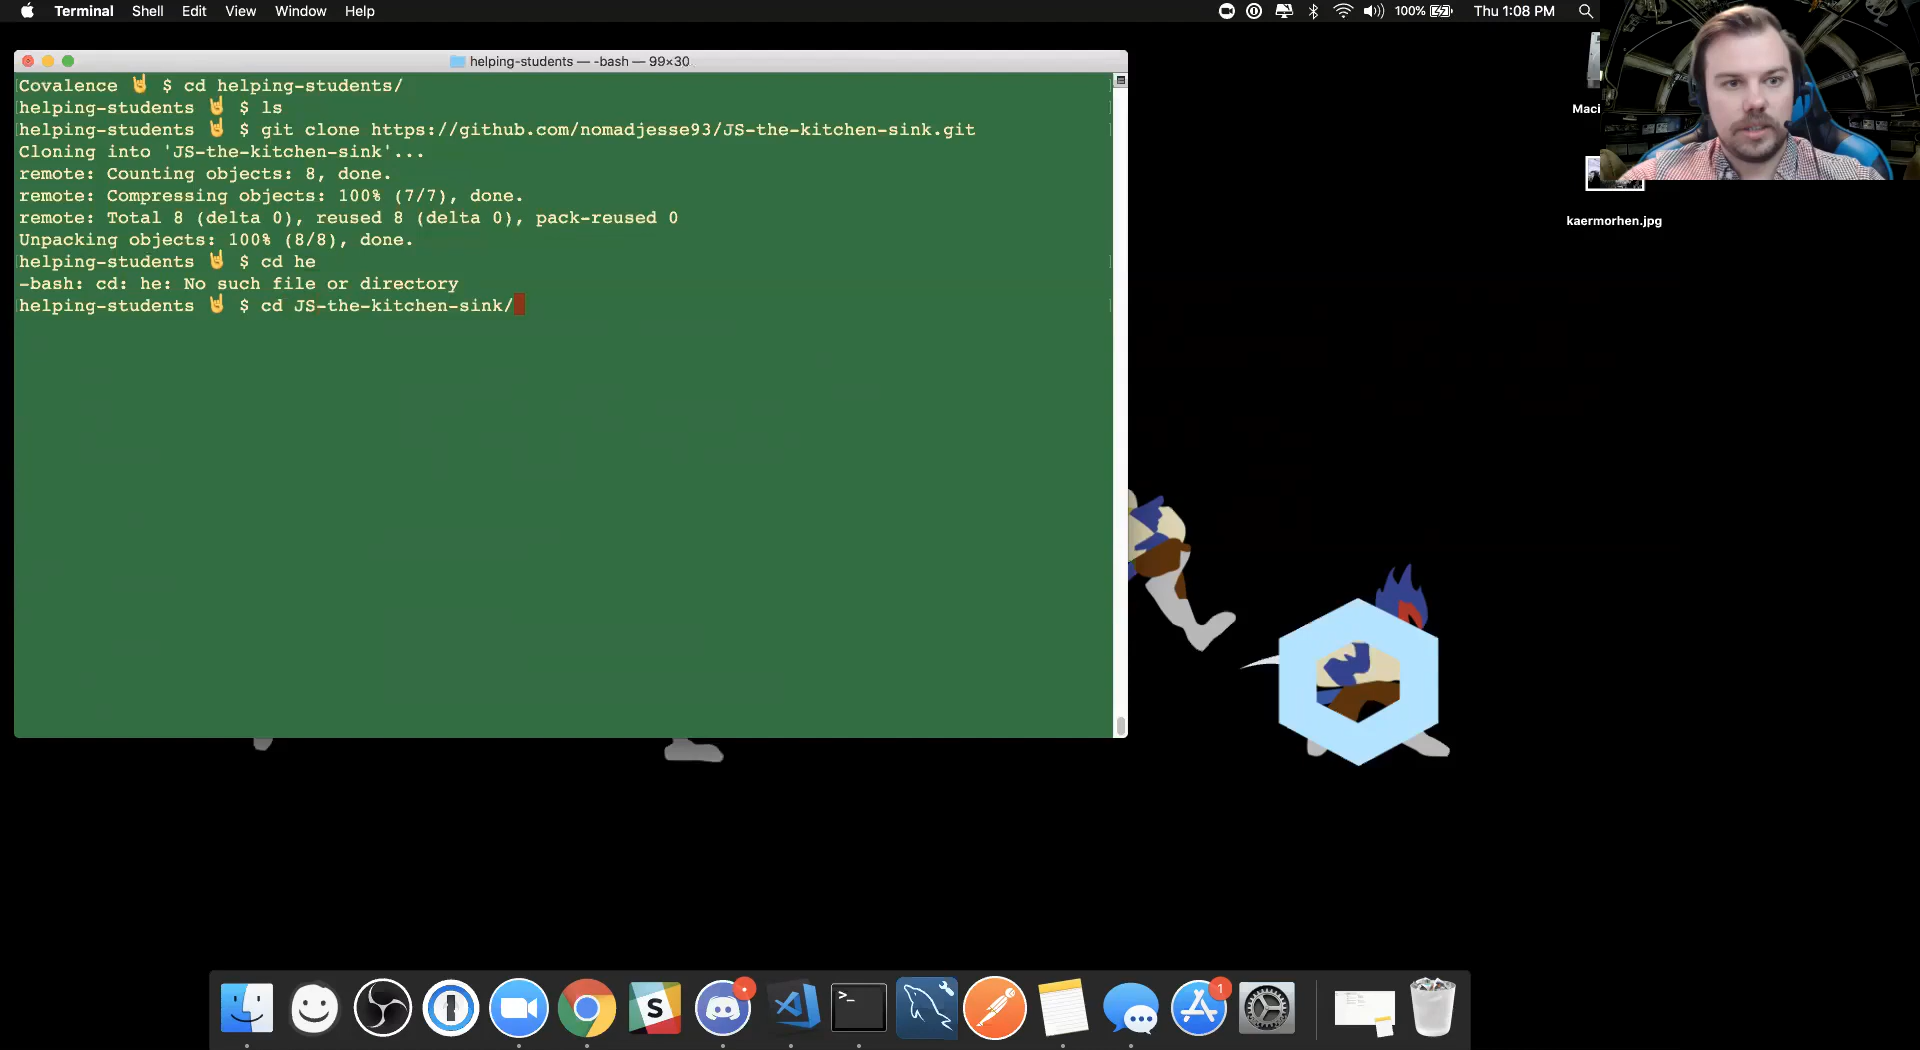 Terminal Shell Edit View Window Help 100% Thu 1:08 PM
helping-students — -bash — 99×30
Covalence 🤘 $ cd helping-students/
helping-students 🤘 $ ls
helping-students 🤘 $ git clone https://github.com/nomadjesse93/JS-the-kitchen-sink.git
Cloning into 'JS-the-kitchen-sink'...
remote: Counting objects: 8, done.
remote: Compressing objects: 100% (7/7), done.
remote: Total 8 (delta 0), reused 8 (delta 0), pack-reused 0
Unpacking objects: 100% (8/8), done.
helping-students 🤘 $ cd he
-bash: cd: he: No such file or directory
helping-students 🤘 $ cd JS-the-kitchen-sink/
Maci
kaermorhen.jpg
S
>_
1